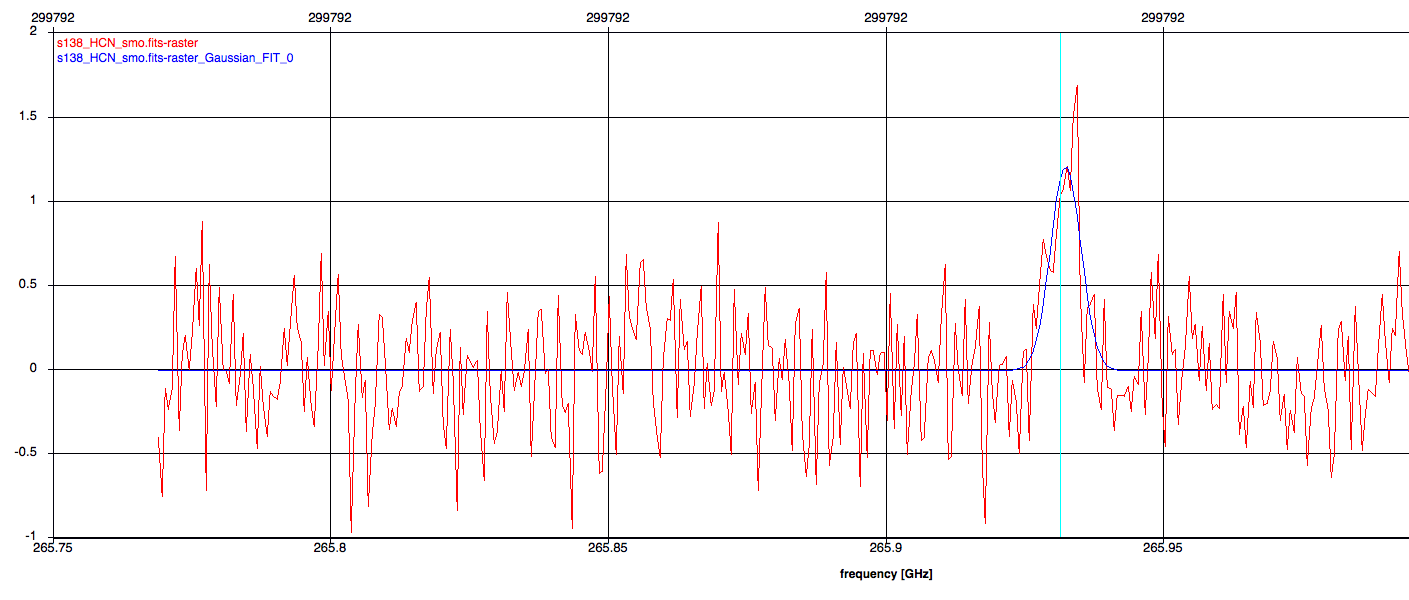 299792 299792 299792 299792 299792
2
s138_HCN_smo.fits-raster
s138_HCN_smo.fits-raster_Gaussian_FIT_0
1.5
1
0.5
0
-0.5
-1
265.75 265.8 265.85 265.9 265.95
frequency [GHz]